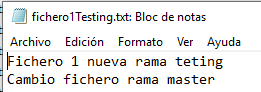 fichero1Testing.txt: Bloc de notas
Archivo Edición Formato Ver Ayuda
Fichero 1 nueva rama teting
Cambio fichero rama master